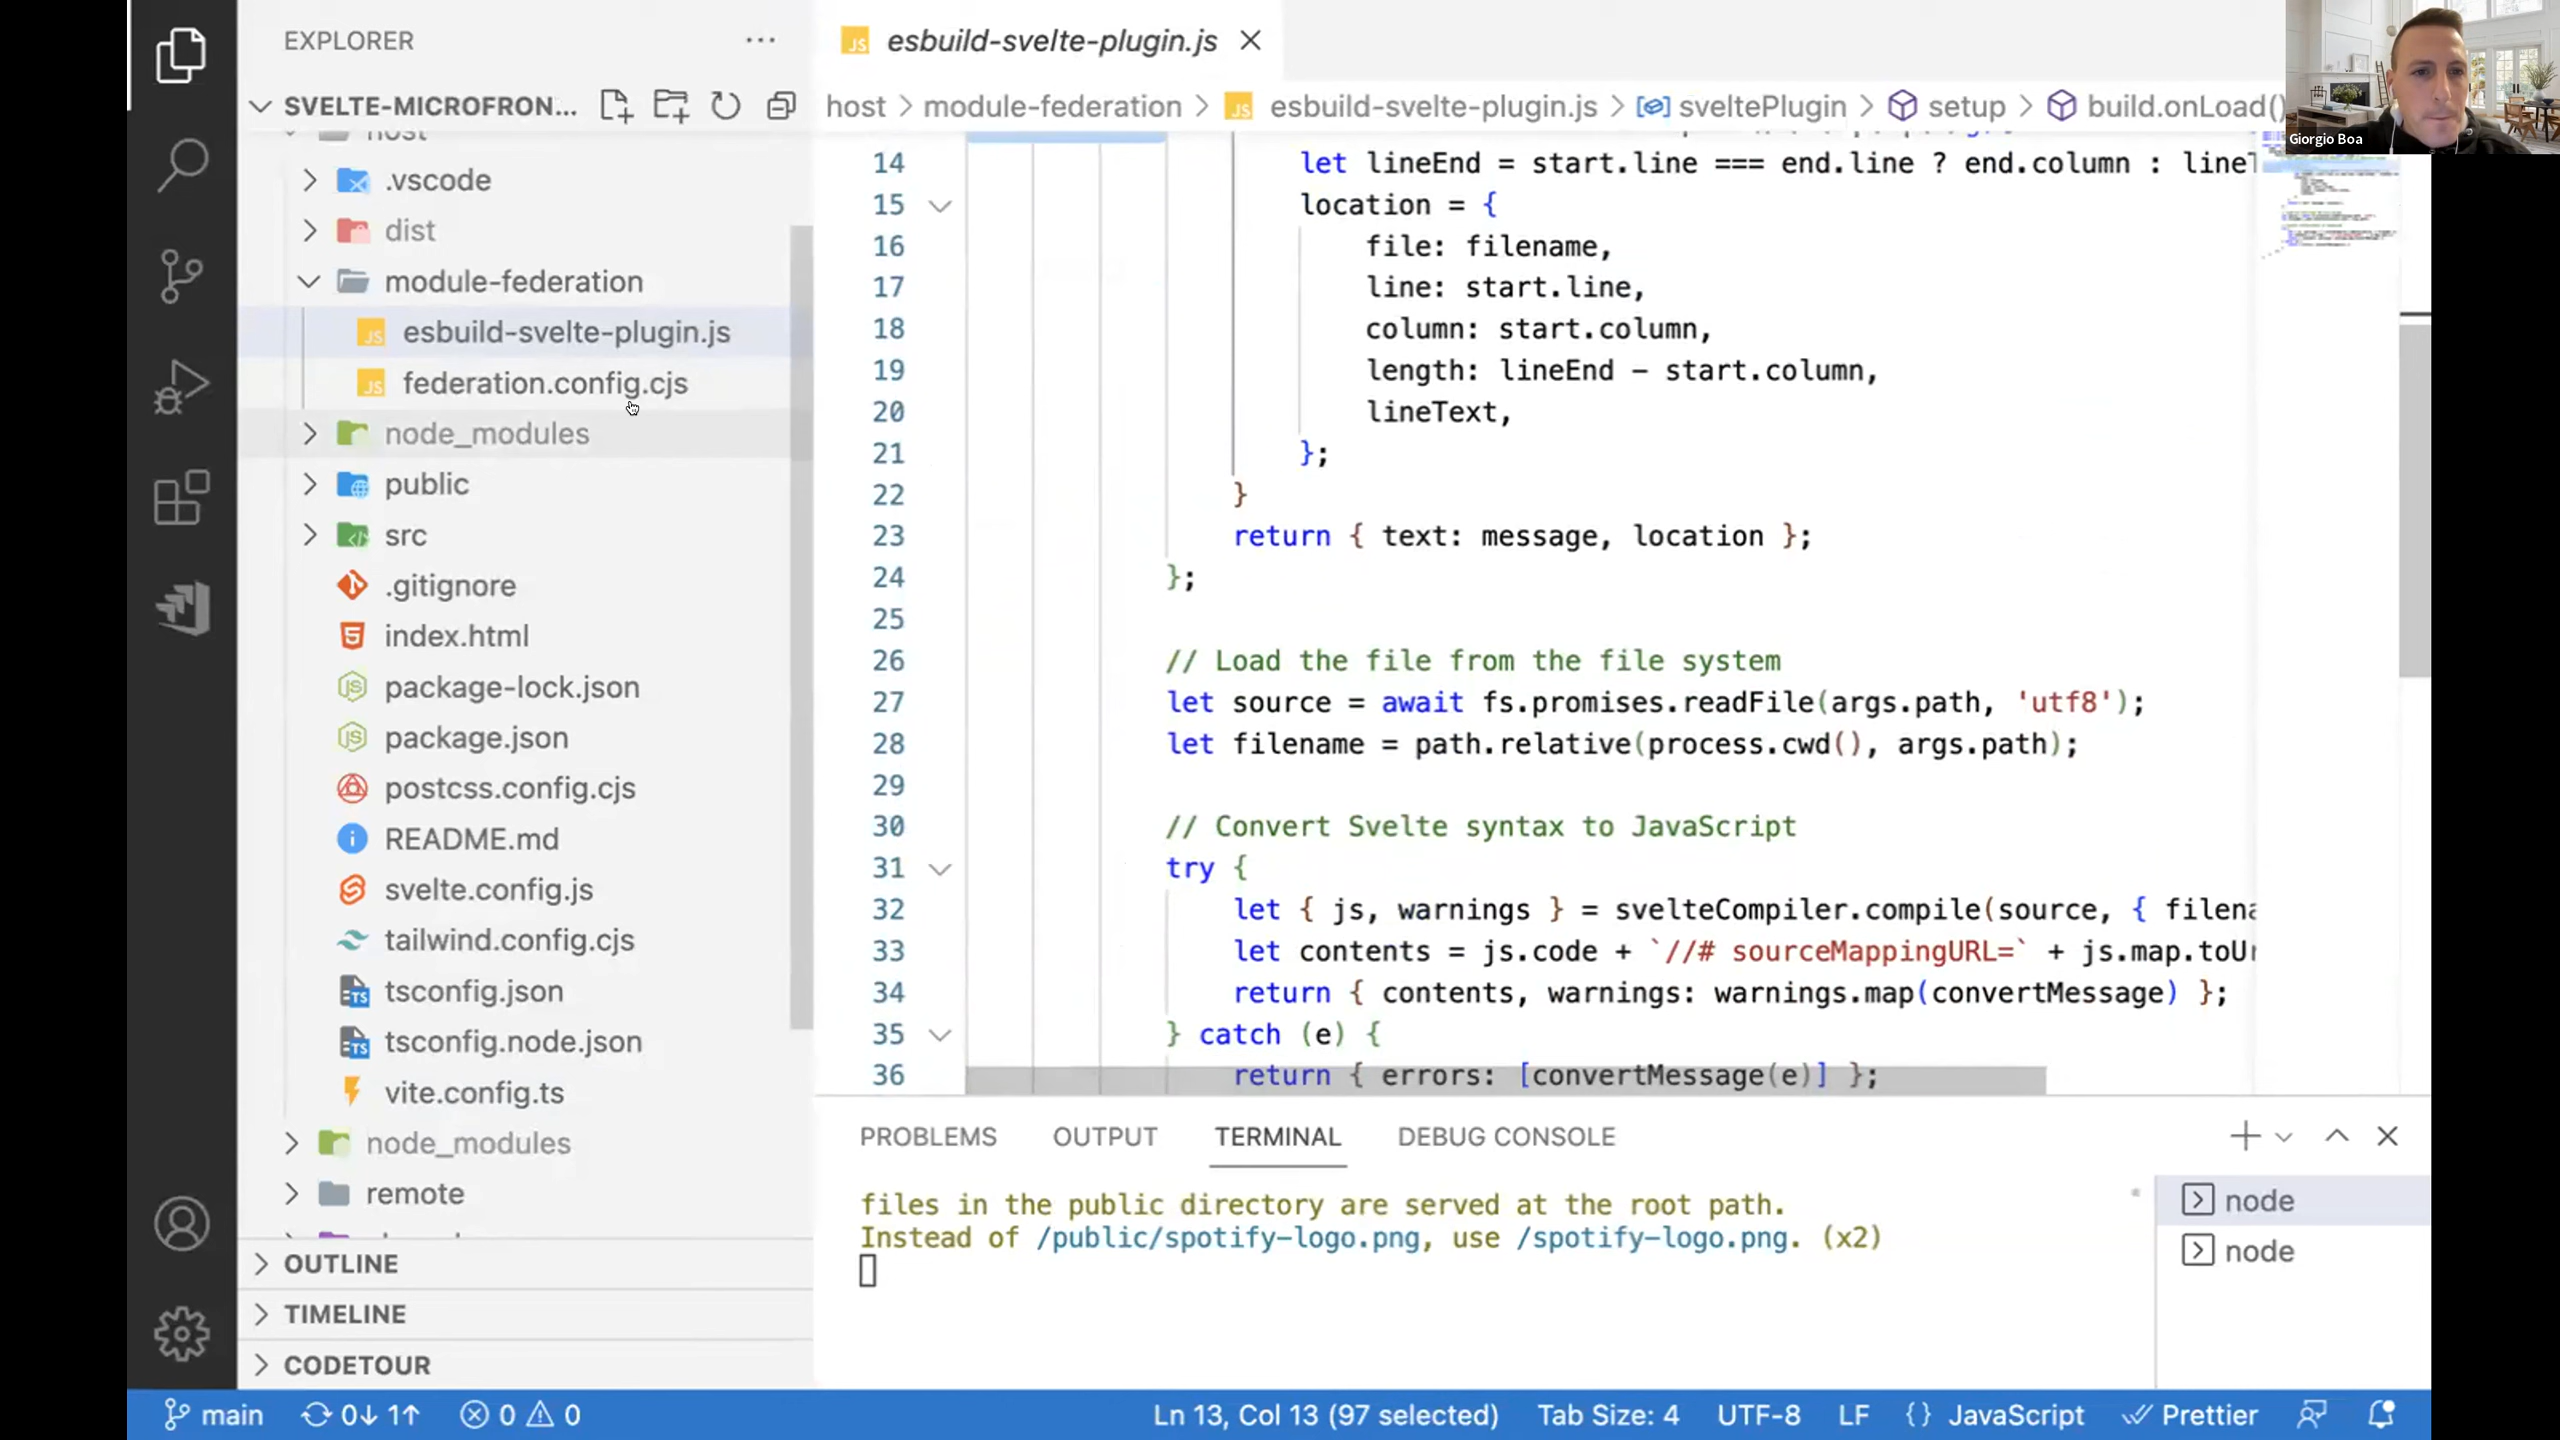 EXPLORER
SVELTE-MICROFRON...
host
.vscode
dist
module-federation
esbuild-svelte-plugin.js
federation.config.cjs
node_modules
public
src
.gitignore
index.html
package-lock.json
package.json
postcss.config.cjs
README.md
svelte.config.js
tailwind.config.cjs
tsconfig.json
tsconfig.node.json
vite.config.ts
node_modules
remote
OUTLINE
TIMELINE
CODETOUR
esbuild-svelte-plugin.js
host > module-federation > esbuild-svelte-plugin.js > sveltePlugin > setup > build.onLoad()
Giorgio Boa
14 let lineEnd = start.line === end.line ? end.column : line
15 location = {
16 file: filename,
17 line: start.line,
18 column: start.column,
19 length: lineEnd - start.column,
20 lineText,
21 };
22 }
23 return { text: message, location };
24 };
25
26 // Load the file from the file system
27 let source = await fs.promises.readFile(args.path, 'utf8');
28 let filename = path.relative(process.cwd(), args.path);
29
30 // Convert Svelte syntax to JavaScript
31 try {
32 let { js, warnings } = svelteCompiler.compile(source, { filena
33 let contents = js.code + `//# sourceMappingURL=` + js.map.toUr
34 return { contents, warnings: warnings.map(convertMessage) };
35 } catch (e) {
36 return { errors: [convertMessage(e)] };
PROBLEMS OUTPUT TERMINAL DEBUG CONSOLE
files in the public directory are served at the root path.
Instead of /public/spotify-logo.png, use /spotify-logo.png. (x2)
node
node
main 0↓ 1↑ 0 0 Ln 13, Col 13 (97 selected) Tab Size: 4 UTF-8 LF {} JavaScript Prettier